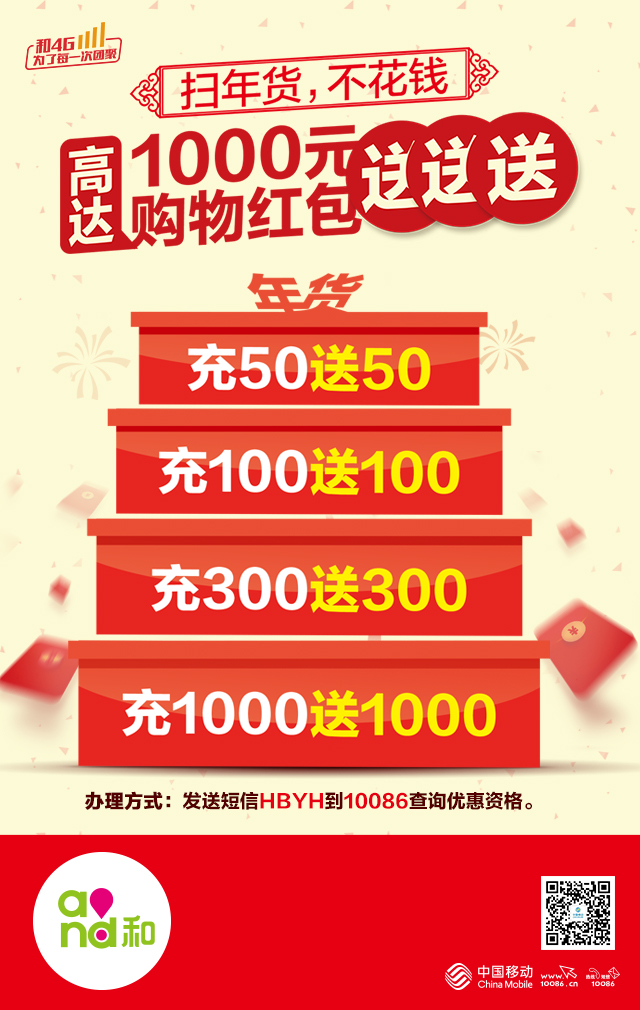 和4G
为了每一次团聚
扫年货，不花钱
高达
1000元
购物红包
送送送
年货
充50送50
充100送100
充300送300
充1000送1000
办理方式：发送短信HBYH到10086查询优惠资格。
and和
中国移动
China Mobile
www
10086.cn
热线 短信
10086